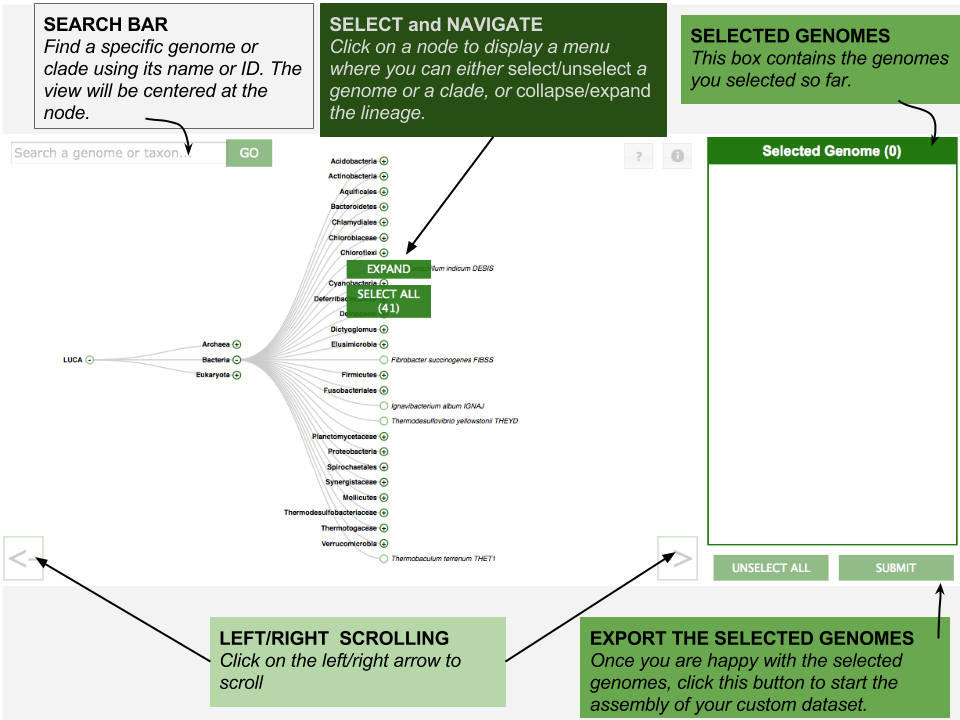 SEARCH BAR
Find a specific genome or
clade using its name or ID. The
view will be centered at the
node.
SELECT and NAVIGATE
Click on a node to display a menu
where you can either select/unselect a
genome or a clade, or collapse/expand
the lineage.
SELECTED GENOMES
This box contains the genomes
you selected so far.
Search a genome or taxon...
GO
?
i
Selected Genome (0)
Acidobacteria
Actinobacteria
Aquificales
Bacteroidetes
Chlamydiales
Chlorobiaceae
Chloroflexi
EXPAND
indicum DESIS
Cyanobacteria
SELECT ALL
(41)
Dictyoglomus
Elusimicrobia
Archaea
LUCA
Bacteria
Fibrobacter succinogenes FIBSS
Eukaryota
Firmicutes
Fusobacteriales
Ignavibacterium album IGNAJ
Thermodesulfovibrio yellowstonii THEYD
Planctomycetaceae
Proteobacteria
Spirochaetales
Synergistaceae
Mollicutes
Thermodesulfobacteriaceae
Thermotogaceae
Verrucomicrobia
Thermobaculum terrenum THET1
<-
>
UNSELECT ALL
SUBMIT
LEFT/RIGHT SCROLLING
Click on the left/right arrow to
scroll
EXPORT THE SELECTED GENOMES
Once you are happy with the selected
genomes, click this button to start the
assembly of your custom dataset.